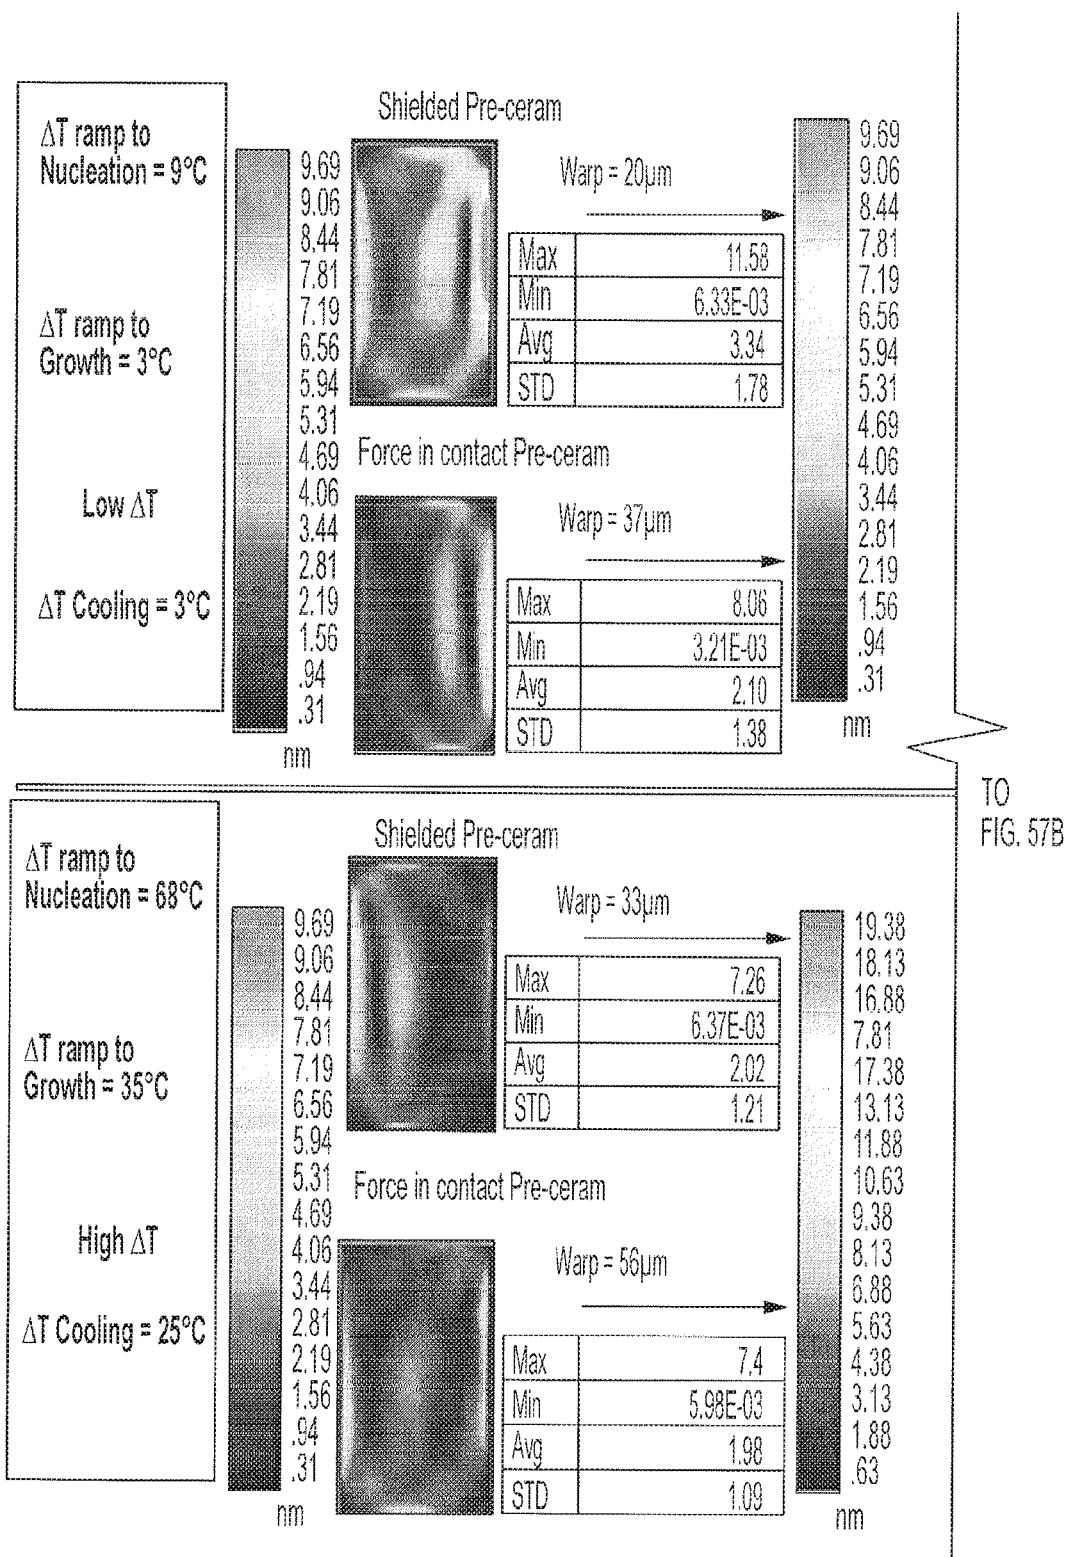 ΔT ramp to
Nucleation = 9°C
ΔT ramp to
Growth = 3°C
Low ΔT
ΔT Cooling = 3°C
9.69
9.06
8.44
7.81
7.19
6.56
5.94
5.31
4.69
4.06
3.44
2.81
2.19
1.56
.94
.31
nm
Shielded Pre-ceram
Warp = 20µm
Max 11.58
Min 6.33E-03
Avg 3.34
STD 1.78
Force in contact Pre-ceram
Warp = 37µm
Max 8.06
Min 3.21E-03
Avg 2.10
STD 1.38
9.69
9.06
8.44
7.81
7.19
6.56
5.94
5.31
4.69
4.06
3.44
2.81
2.19
1.56
.94
.31
nm
TO
FIG. 57B
ΔT ramp to
Nucleation = 68°C
ΔT ramp to
Growth = 35°C
High ΔT
ΔT Cooling = 25°C
9.69
9.06
8.44
7.81
7.19
6.56
5.94
5.31
4.69
4.06
3.44
2.81
2.19
1.56
.94
.31
nm
Shielded Pre-ceram
Warp = 33µm
Max 7.26
Min 6.37E-03
Avg 2.02
STD 1.21
Force in contact Pre-ceram
Warp = 56µm
Max 7.4
Min 5.98E-03
Avg 1.98
STD 1.09
19.38
18.13
16.88
7.81
17.38
13.13
11.88
10.63
9.38
8.13
6.88
5.63
4.38
3.13
1.88
.63
nm